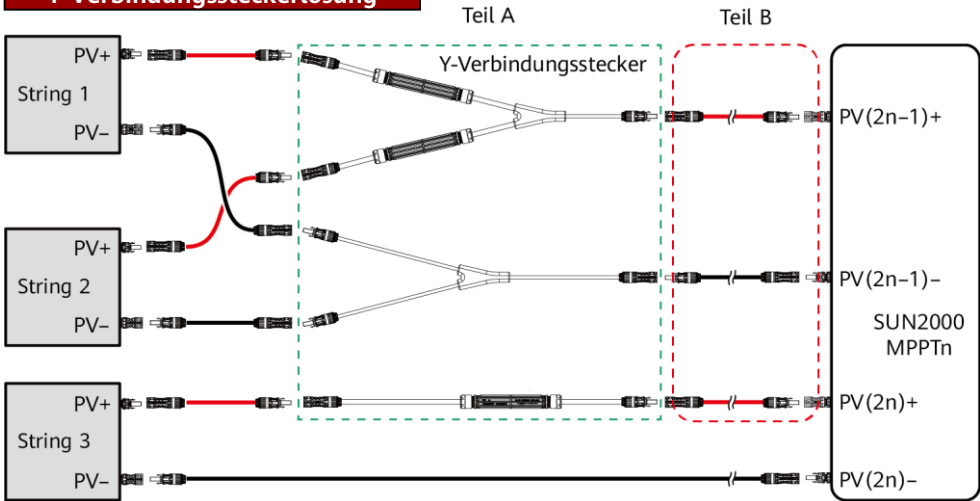 Y-Verbindungssteckerlösung
Teil A
Teil B
Y-Verbindungsstecker
PV+
String 1
PV–
PV+
String 2
PV–
PV+
String 3
PV–
PV(2n–1)+
PV(2n–1)–
SUN2000
MPPTn
PV(2n)+
PV(2n)–